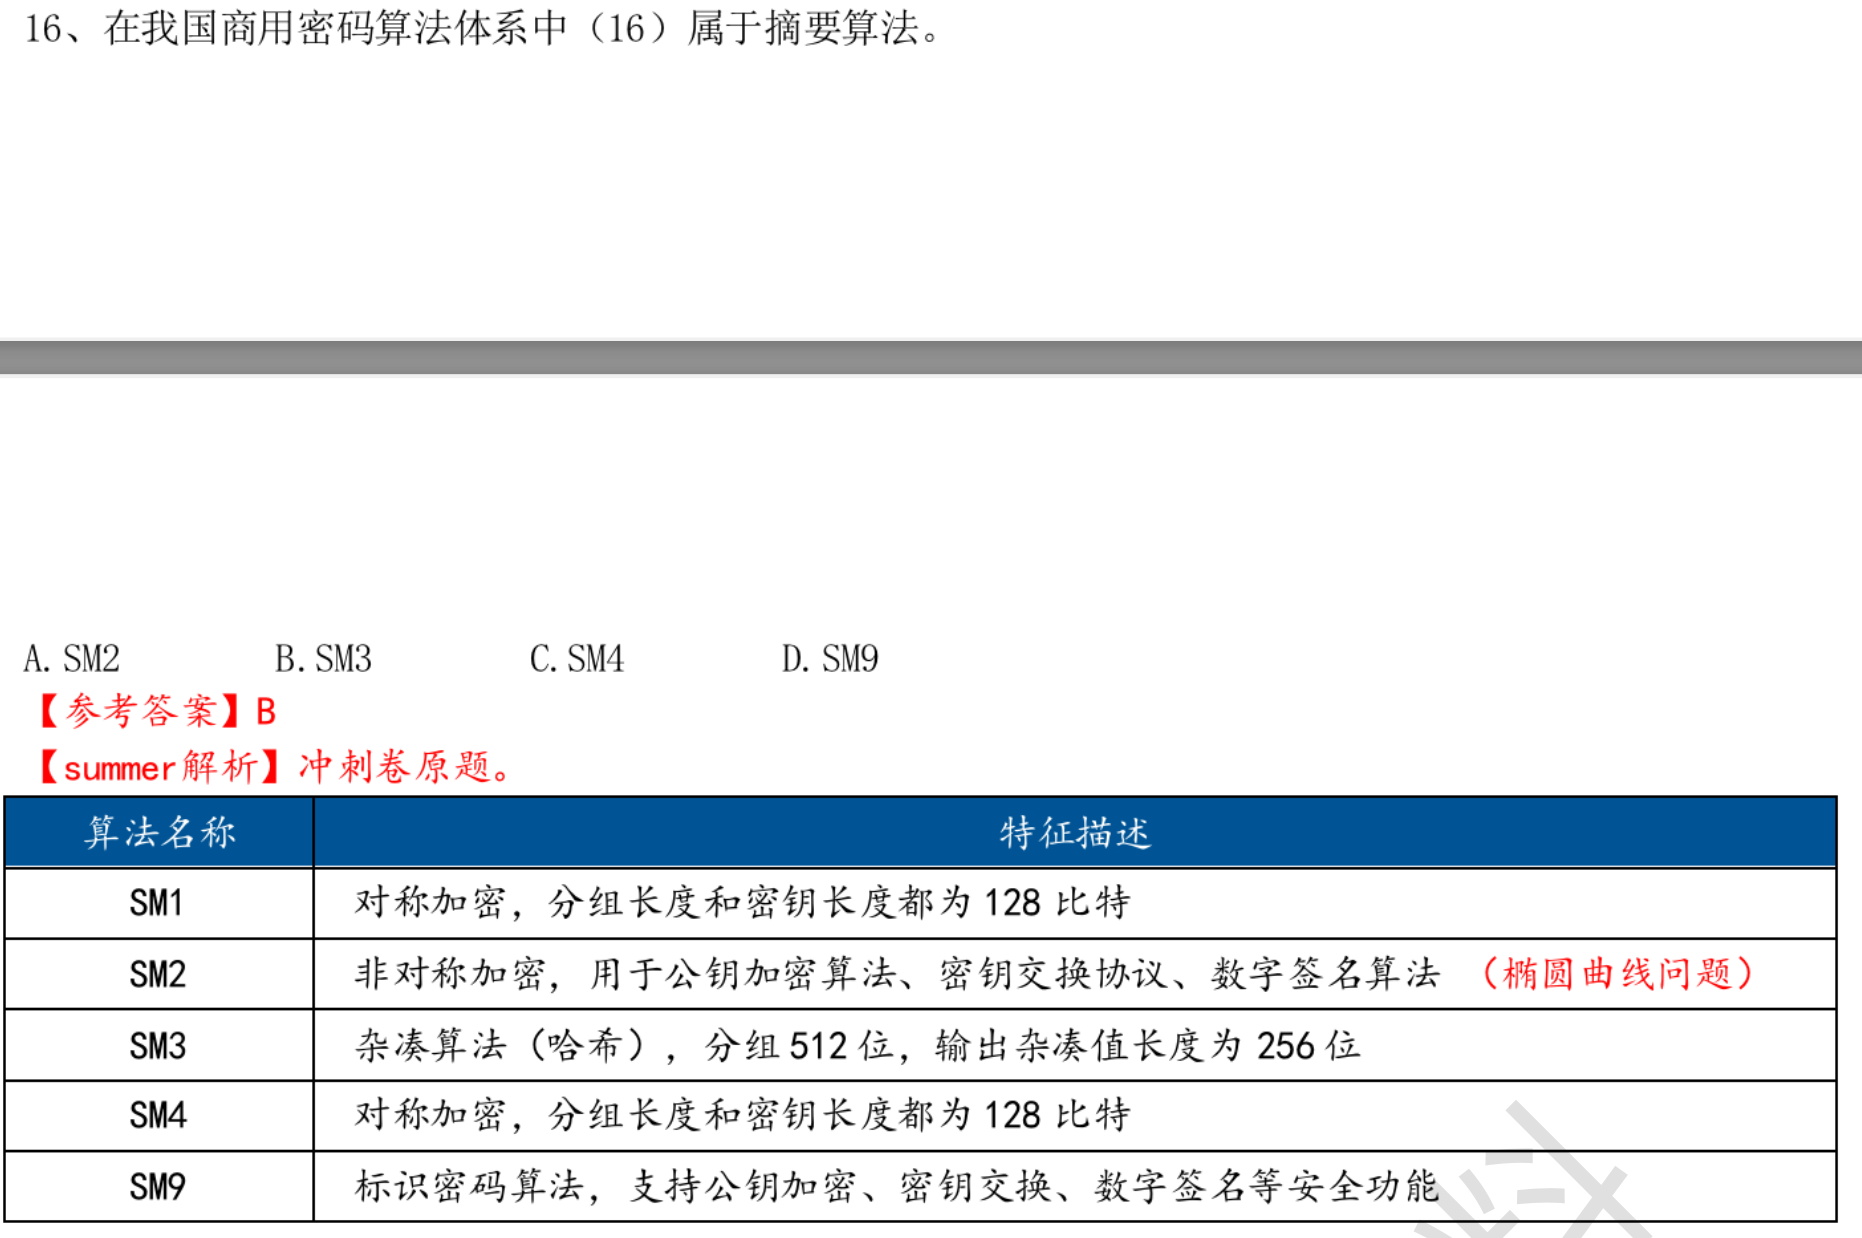 16、在我国商用密码算法体系中（16）属于摘要算法。
A. SM2 B. SM3 C. SM4 D. SM9
【参考答案】B
【summer解析】冲刺卷原题。
算法名称 特征描述
SM1 对称加密，分组长度和密钥长度都为 128 比特
SM2 非对称加密，用于公钥加密算法、密钥交换协议、数字签名算法 （椭圆曲线问题）
SM3 杂凑算法（哈希），分组 512 位，输出杂凑值长度为 256 位
SM4 对称加密，分组长度和密钥长度都为 128 比特
SM9 标识密码算法，支持公钥加密、密钥交换、数字签名等安全功能
料